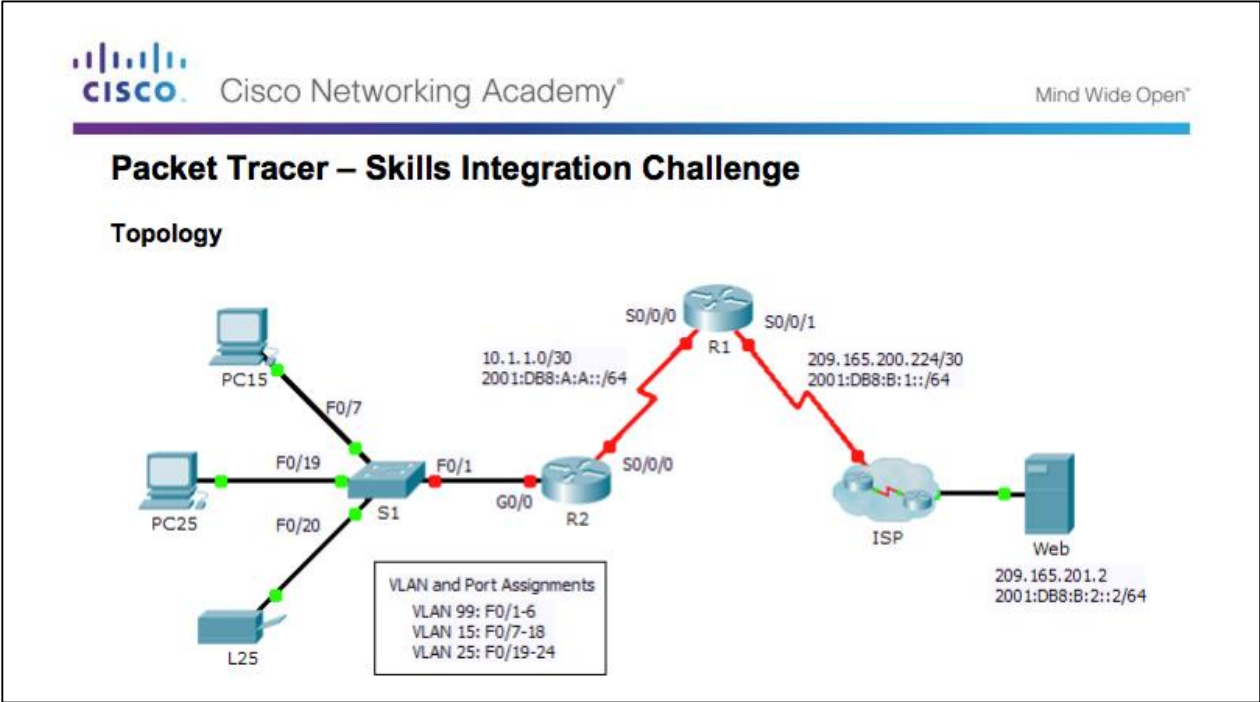 CISCO. Cisco Networking Academy® Mind Wide Open™
Packet Tracer – Skills Integration Challenge
Topology
PC15
F0/7
PC25
F0/19
F0/20
L25
S1
F0/1
G0/0
R2
S0/0/0
10.1.1.0/30
2001:DB8:A:A::/64
S0/0/0
R1
S0/0/1
209.165.200.224/30
2001:DB8:B:1::/64
ISP
Web
209.165.201.2
2001:DB8:B:2::2/64
VLAN and Port Assignments
VLAN 99: F0/1-6
VLAN 15: F0/7-18
VLAN 25: F0/19-24